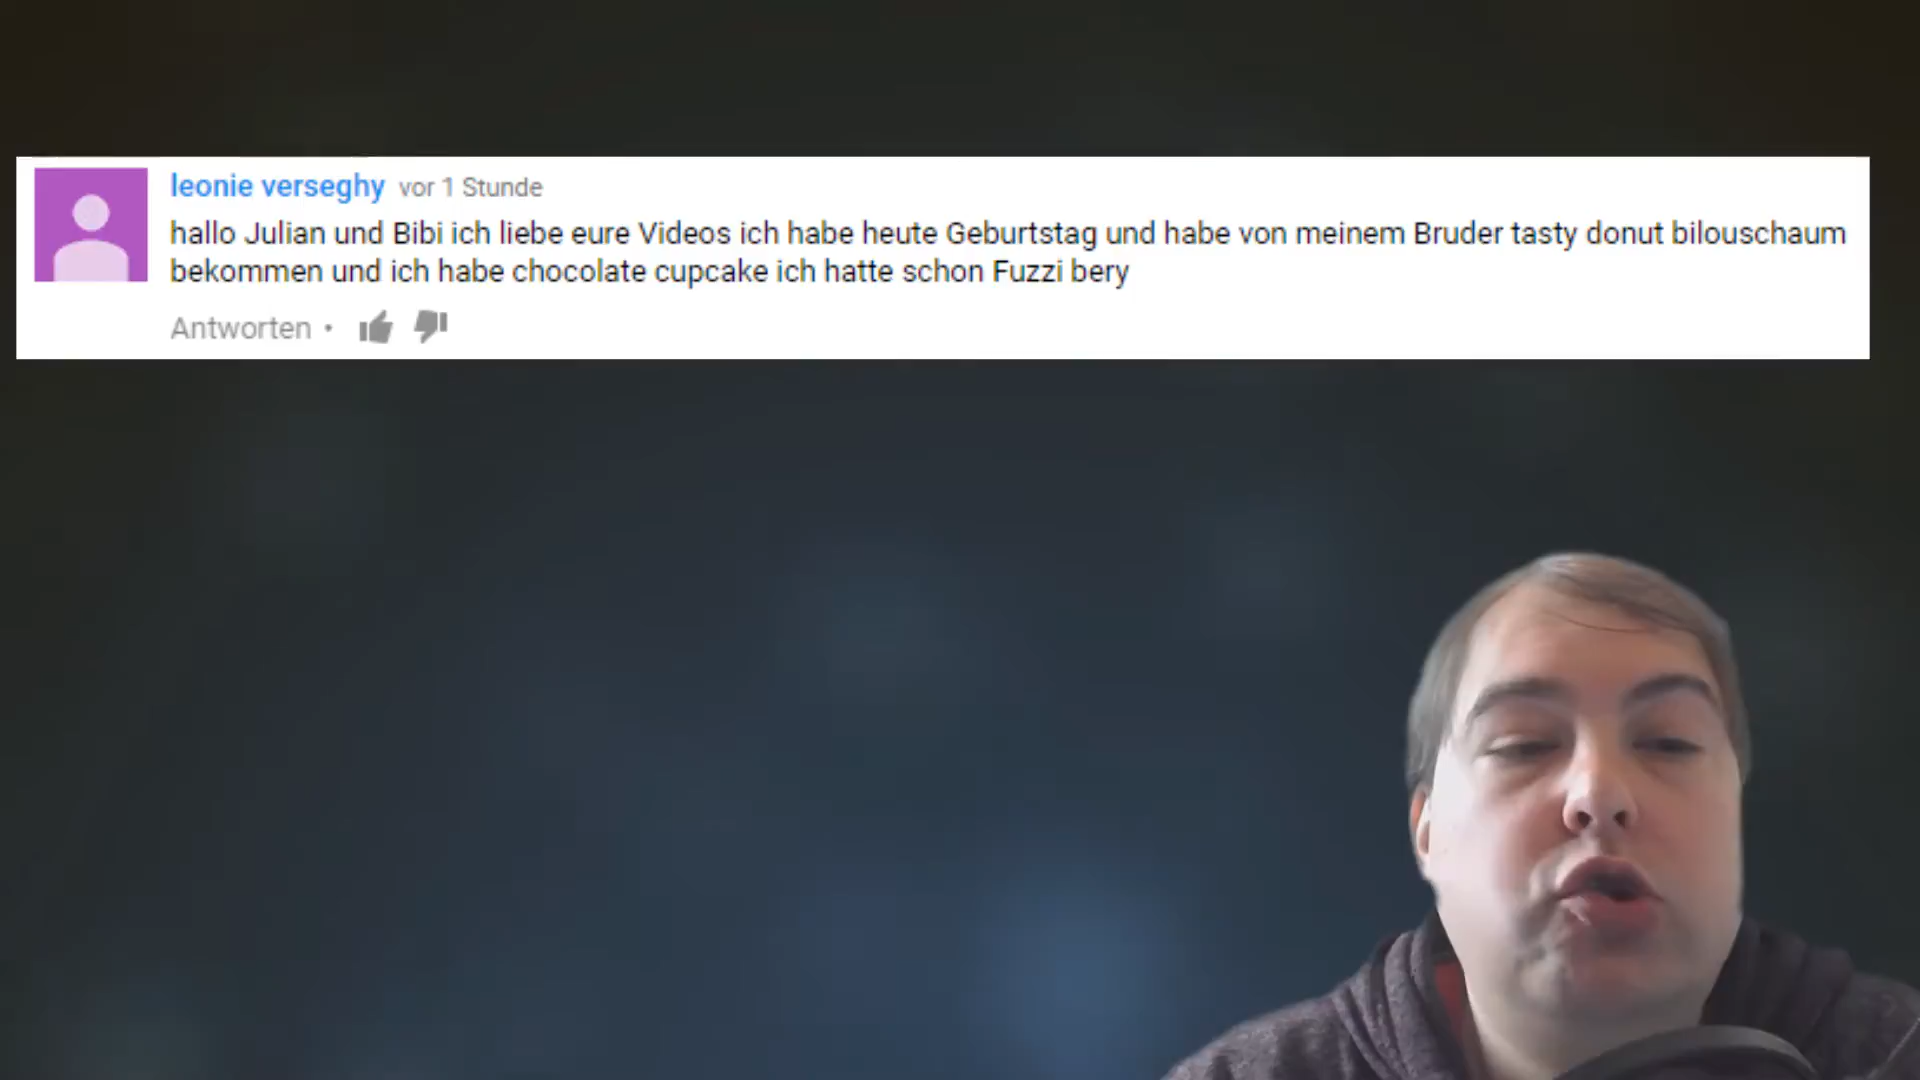 leonie verseghy vor 1 Stunde
hallo Julian und Bibi ich liebe eure Videos ich habe heute Geburtstag und habe von meinem Bruder tasty donut bilouschaum
bekommen und ich habe chocolate cupcake ich hatte schon Fuzzi bery
Antworten •